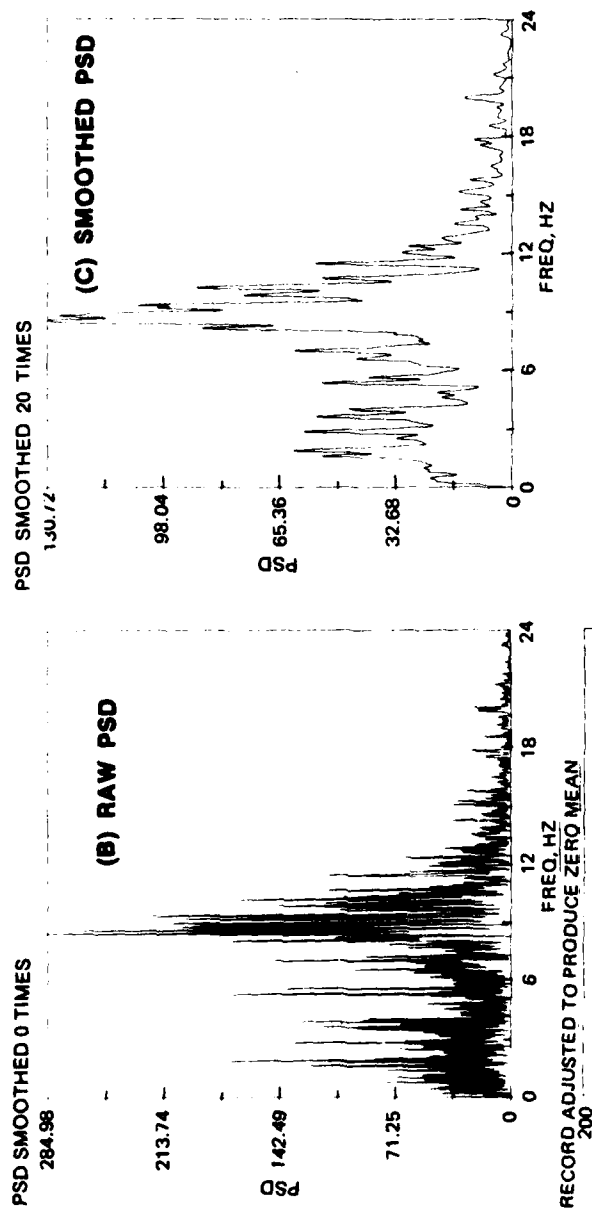 PSD SMOOTHED 0 TIMES
284.98
213.74
142.49
71.25
0
PSD
(B) RAW PSD
0
6
12
18
24
FREQ, HZ
RECORD ADJUSTED TO PRODUCE ZERO MEAN
200
PSD SMOOTHED 20 TIMES
130.72
98.04
65.36
32.68
0
PSD
(C) SMOOTHED PSD
0
6
12
18
24
FREQ, HZ